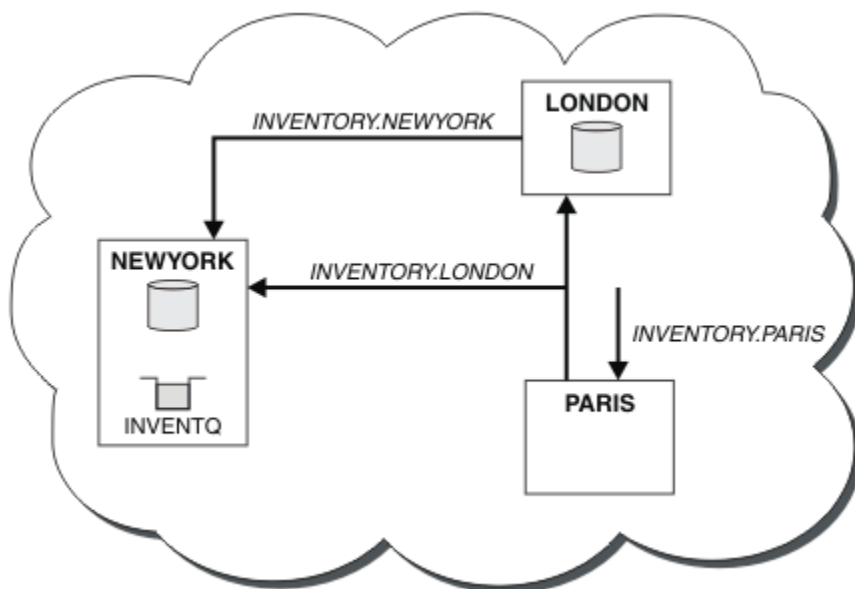 LONDON
INVENTORY.NEWYORK
NEWYORK
INVENTORY.LONDON
INVENTORY.PARIS
PARIS
INVENTQ